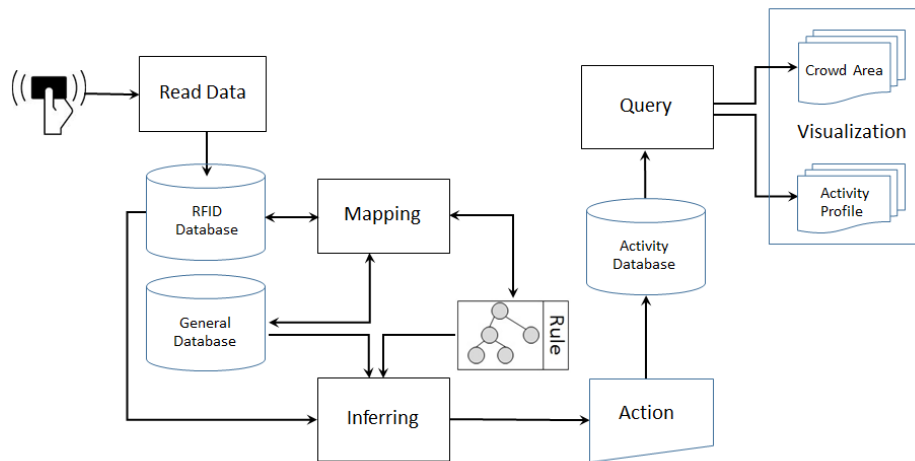 Read Data
RFID
Database
Mapping
General
Database
Rule
Inferring
Action
Activity
Database
Query
Crowd Area
Visualization
Activity
Profile